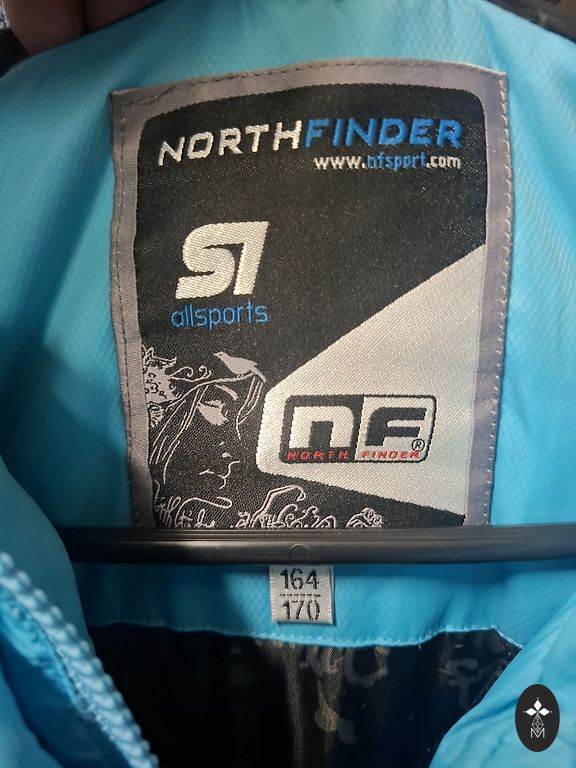 NORTHFINDER
www.nfsport.com
S1
allsports
NF
NORTH FINDER®
164
170
M